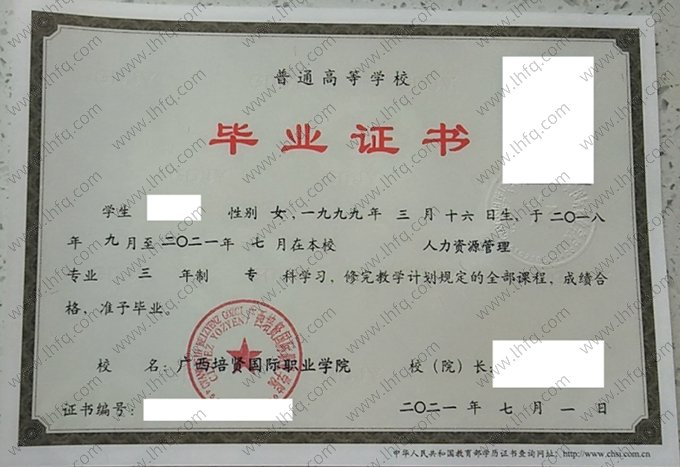 普通高等学校
毕业证书
学生 性别 女，一九九九年 三 月 十六 日生，于二〇一八
年 九 月至 二〇二一年 七 月在本校 人力资源管理
专业 三 年制 专 科学习，修完教学计划规定的全部课程，成绩合
格，准予毕业。
校 名：广西培贤国际职业学院 校（院）长：
证书编号： 二〇二一 年 七 月 一 日
中华人民共和国教育部学历证书查询网址：http://www.chsi.com.cn
www.lhfq.com